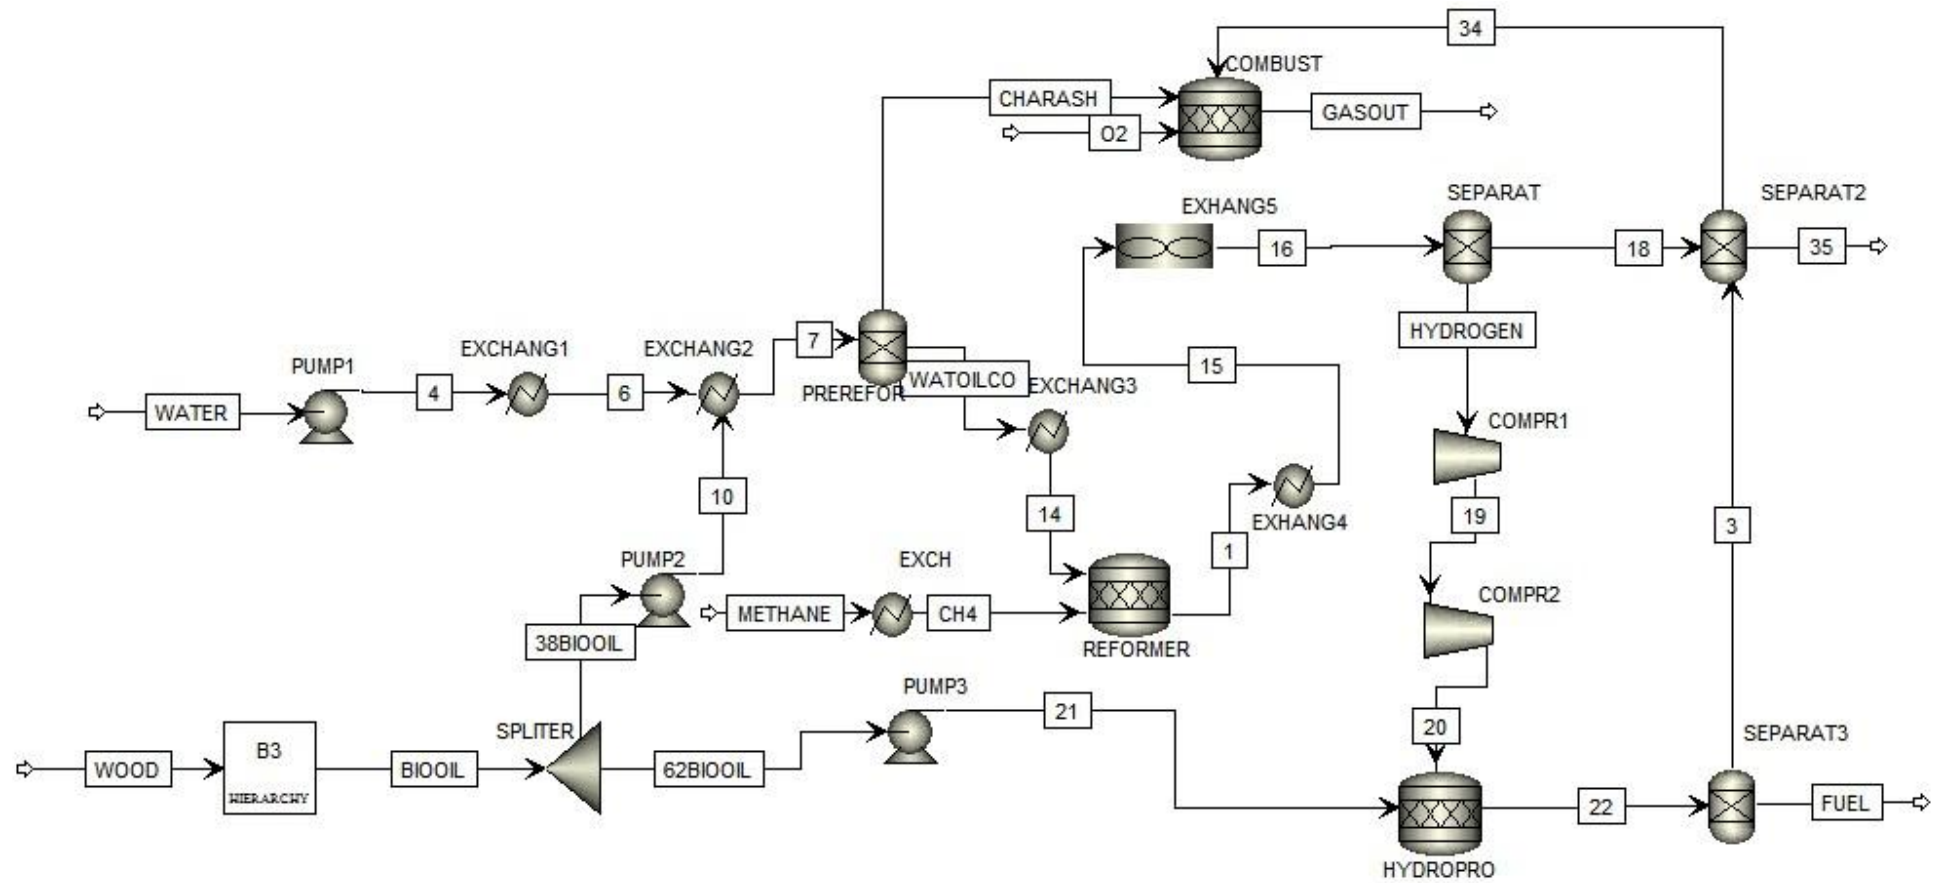 34
COMBUST
CHARASH
GASOUT
O2
SEPARAT
SEPARAT2
EXHANG5
16
18
35
HYDROGEN
7
EXCHANG1
EXCHANG2
PUMP1
15
WATOILCO
EXCHANG3
PREREFOR
4
6
WATER
COMPR1
10
14
19
EXHANG4
3
1
PUMP2
EXCH
COMPR2
METHANE
CH4
38BIOOIL
REFORMER
PUMP3
21
20
SPLITER
SEPARAT3
B3
HIERARCHY
WOOD
BIOOIL
62BIOOIL
22
FUEL
HYDROPRO